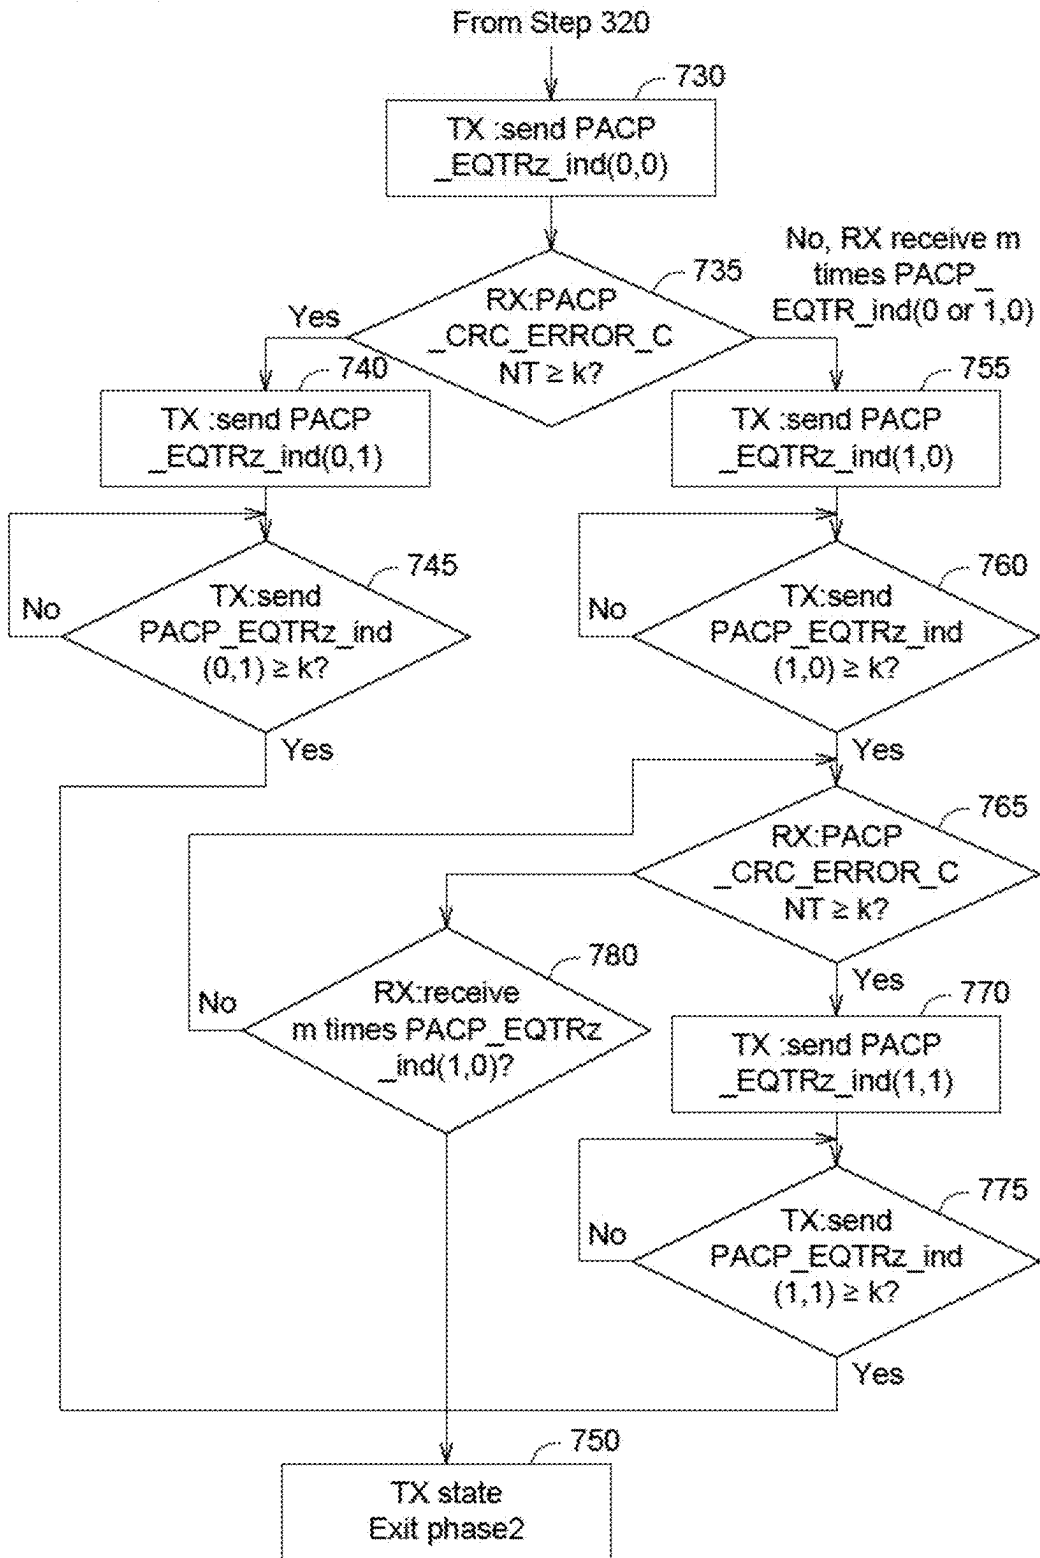 From Step 320
730
TX :send PACP
_EQTRz_ind(0,0)
735
RX:PACP
_CRC_ERROR_C
NT ≥ k?
Yes
No, RX receive m
times PACP_
EQTR_ind(0 or 1,0)
740
TX :send PACP
_EQTRz_ind(0,1)
755
TX :send PACP
_EQTRz_ind(1,0)
745
TX:send
PACP_EQTRz_ind
(0,1) ≥ k?
No
Yes
760
TX:send
PACP_EQTRz_ind
(1,0) ≥ k?
No
Yes
765
RX:PACP
_CRC_ERROR_C
NT ≥ k?
Yes
780
RX:receive
m times PACP_EQTRz
_ind(1,0)?
No
770
TX :send PACP
_EQTRz_ind(1,1)
775
TX:send
PACP_EQTRz_ind
(1,1) ≥ k?
No
Yes
750
TX state
Exit phase2